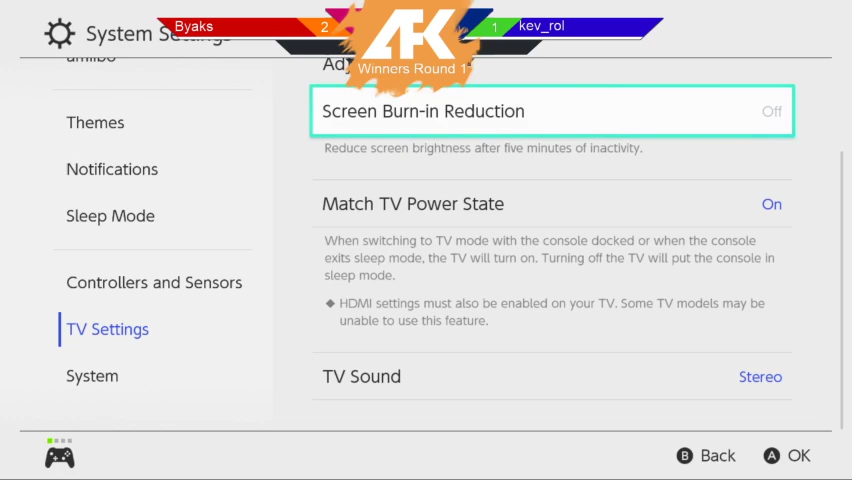 System Settings
Byaks
2
AFK
Winners Round 1
1
kev_rol
amiibo
Themes
Notifications
Sleep Mode
Controllers and Sensors
TV Settings
System
Screen Burn-in Reduction
Off
Reduce screen brightness after five minutes of inactivity.
Match TV Power State
On
When switching to TV mode with the console docked or when the console
exits sleep mode, the TV will turn on. Turning off the TV will put the console in
sleep mode.
◆ HDMI settings must also be enabled on your TV. Some TV models may be
unable to use this feature.
TV Sound
Stereo
B Back
A OK